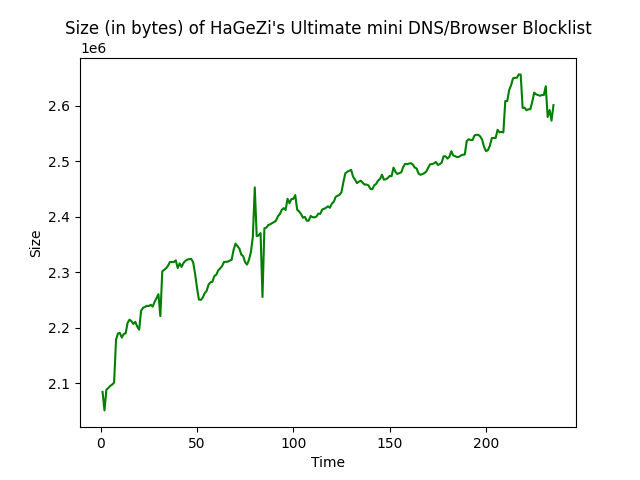 Size (in bytes) of HaGeZi's Ultimate mini DNS/Browser Blocklist
1e6
2.6
2.5
2.4
2.3
2.2
2.1
Size
0 50 100 150 200
Time